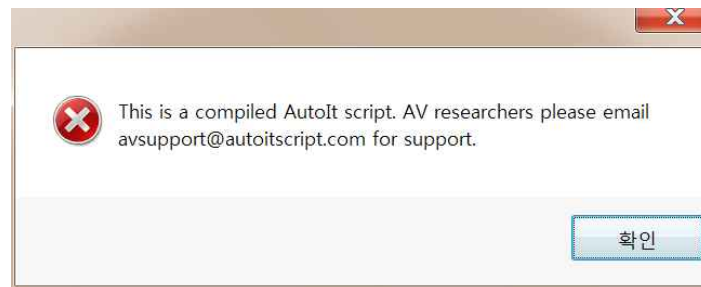 This is a compiled AutoIt script. AV researchers please email
avsupport@autoitscript.com for support.
확인